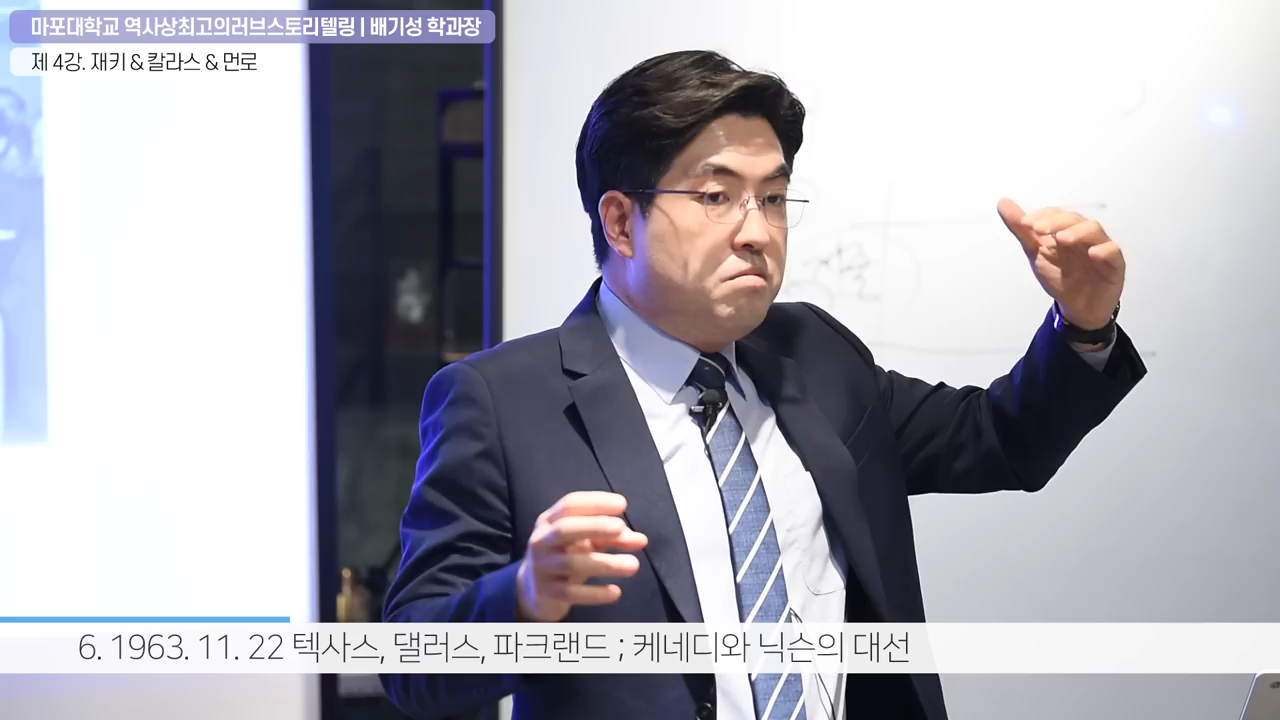 마포대학교 역사상최고의러브스토리텔링 | 배기성 학과장
제 4강. 재키 & 칼라스 & 먼로
6. 1963. 11. 22 텍사스, 댈러스, 파크랜드 ; 케네디와 닉슨의 대선